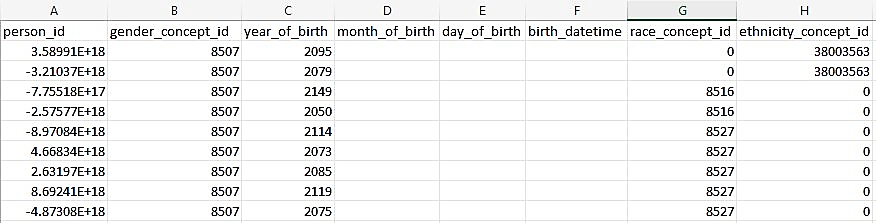 A B C D E F G H
person_id gender_concept_id year_of_birth month_of_birth day_of_birth birth_datetime race_concept_id ethnicity_concept_id
3.58991E+18 8507 2095 0 38003563
-3.21037E+18 8507 2079 0 38003563
-7.75518E+17 8507 2149 8516 0
-2.57577E+18 8507 2050 8516 0
-8.97084E+18 8507 2114 8527 0
4.66834E+18 8507 2073 8527 0
2.63197E+18 8507 2085 8527 0
8.69241E+18 8507 2119 8527 0
-4.87308E+18 8507 2075 8527 0